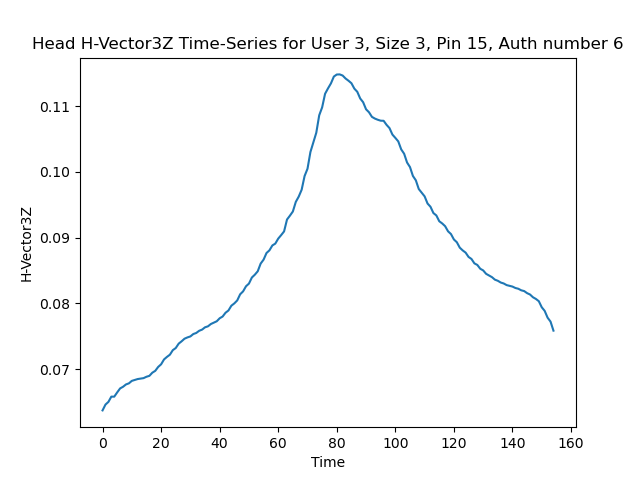 Head H-Vector3Z Time-Series for User 3, Size 3, Pin 15, Auth number 6
H-Vector3Z
0.11
0.10
0.09
0.08
0.07
0 20 40 60 80 100 120 140 160
Time